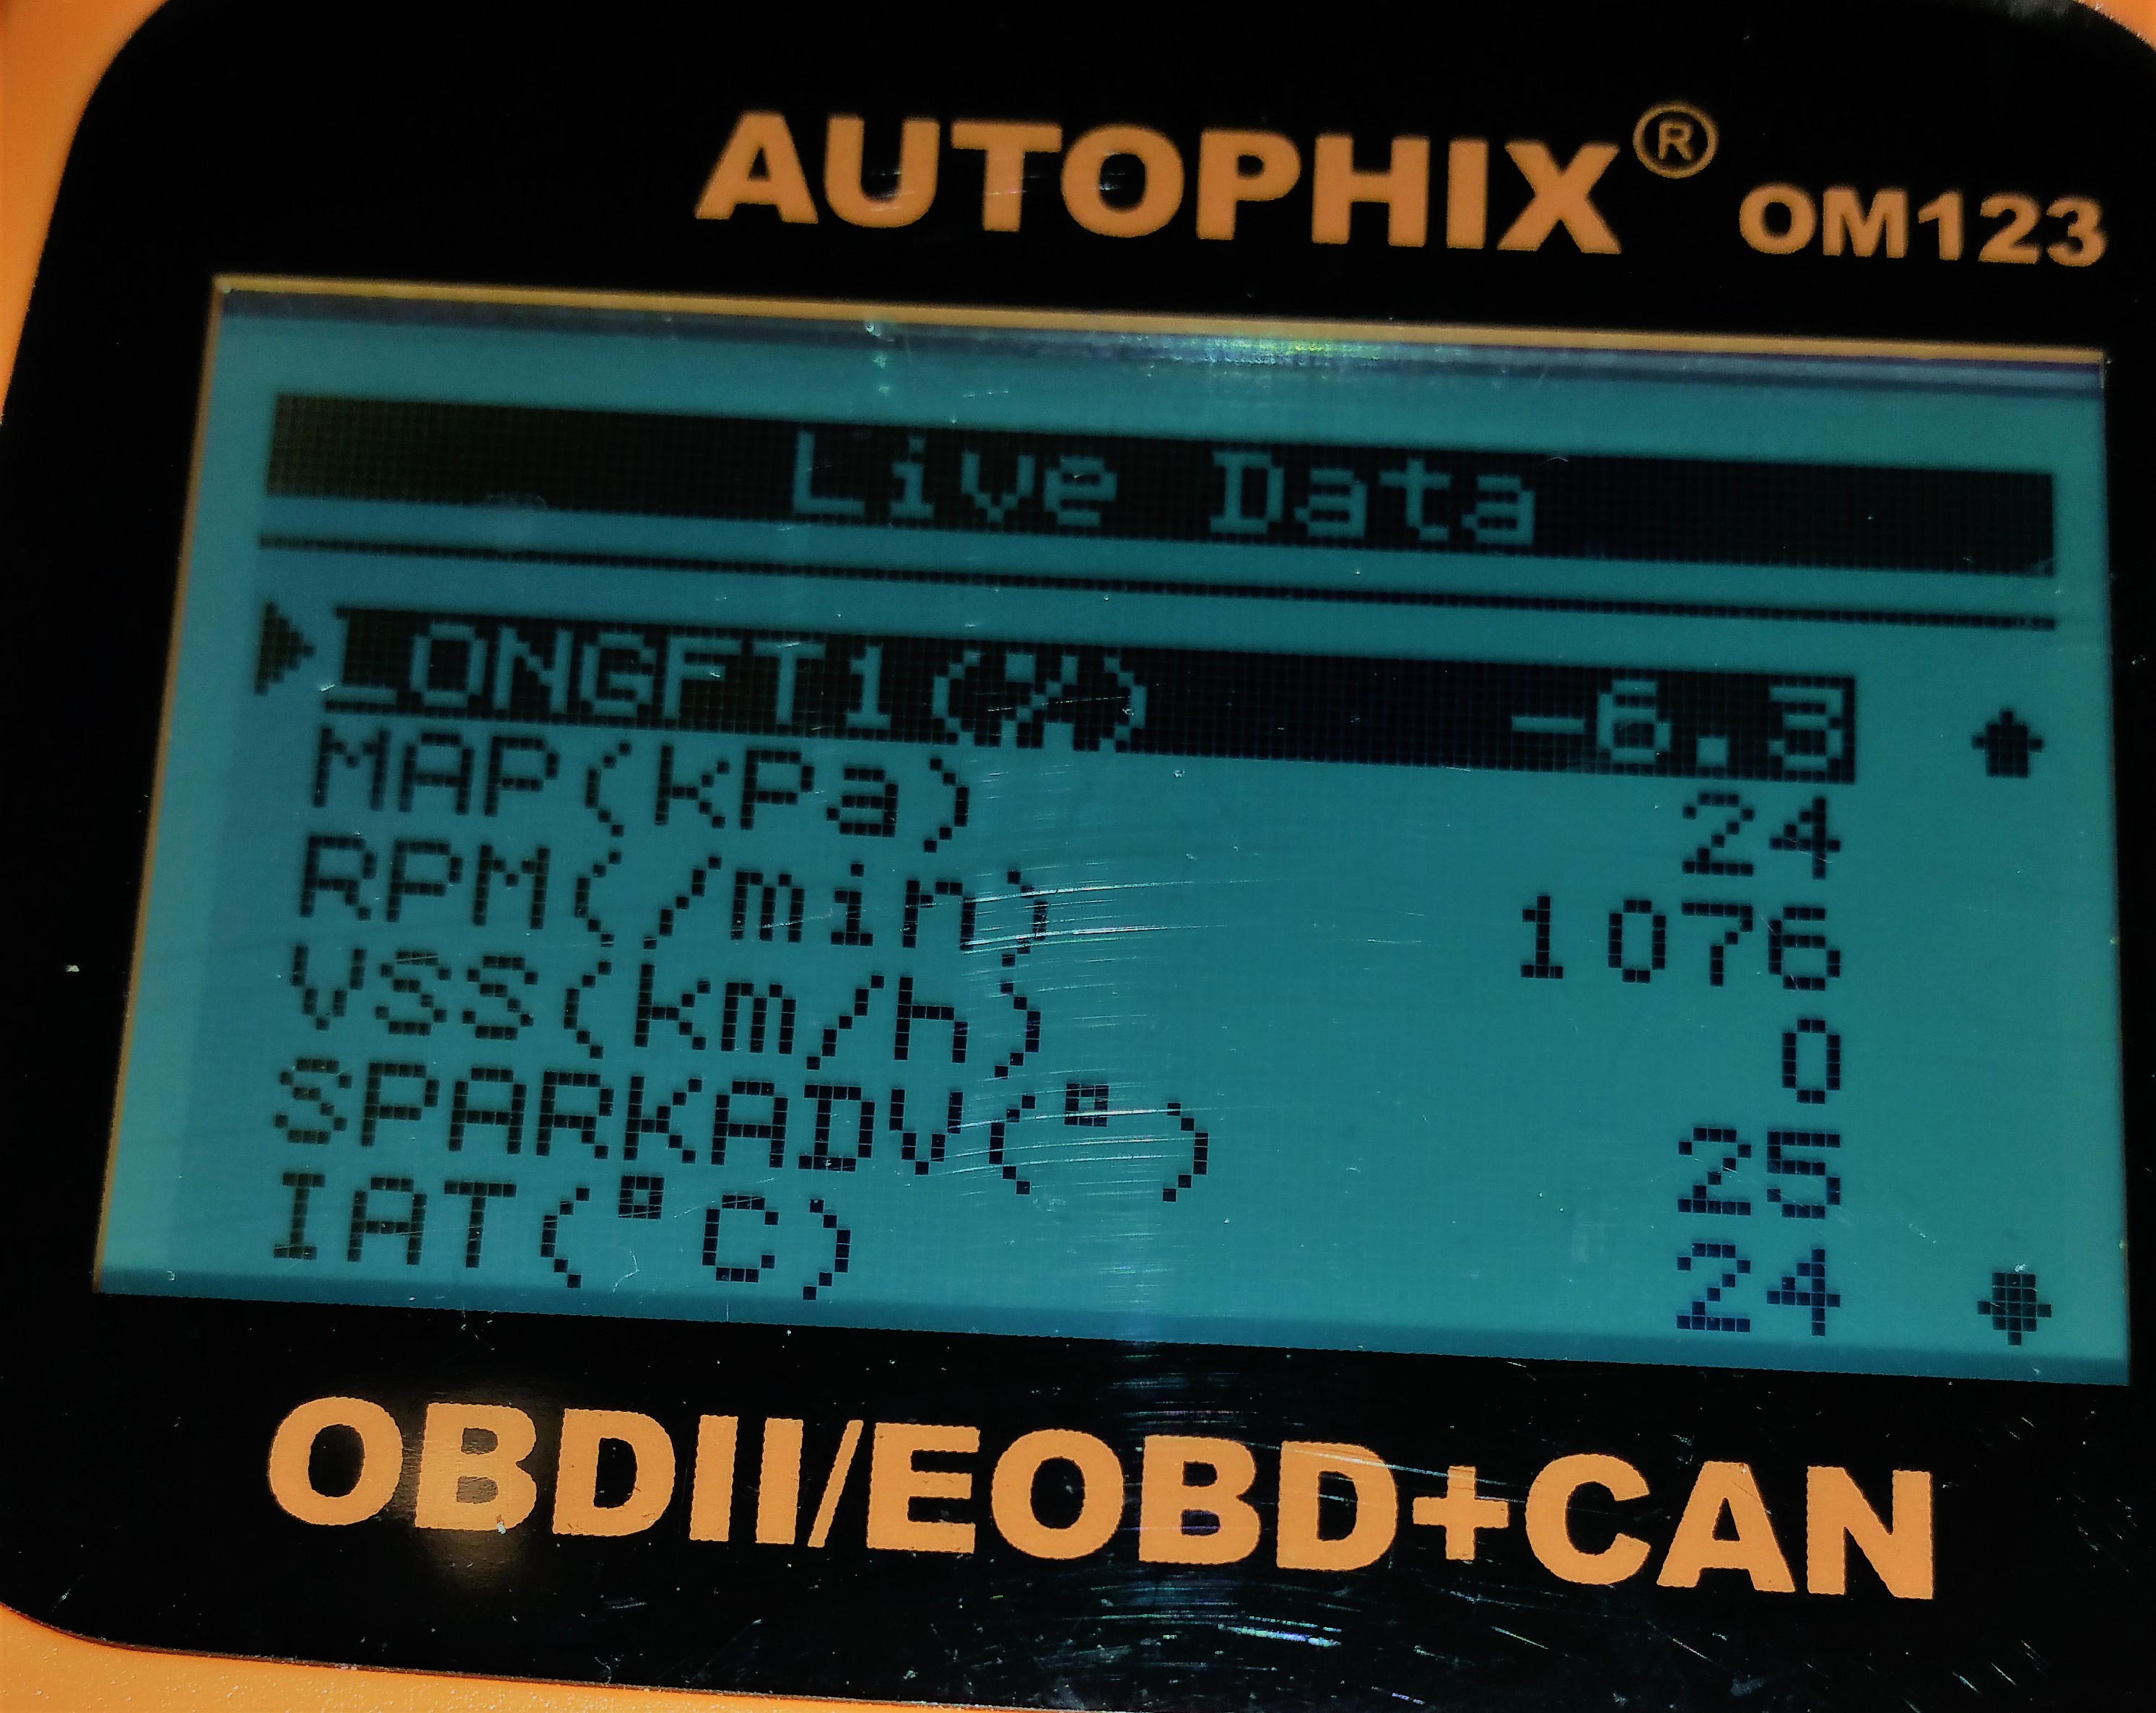 AUTOPHIX® OM123
Live Data
LONGFT1(%) -6.3
MAP(kPa) 24
RPM(/min) 1076
VSS(km/h) 0
SPARKADV(°) 25
IAT(°C) 24
OBDII/EOBD+CAN